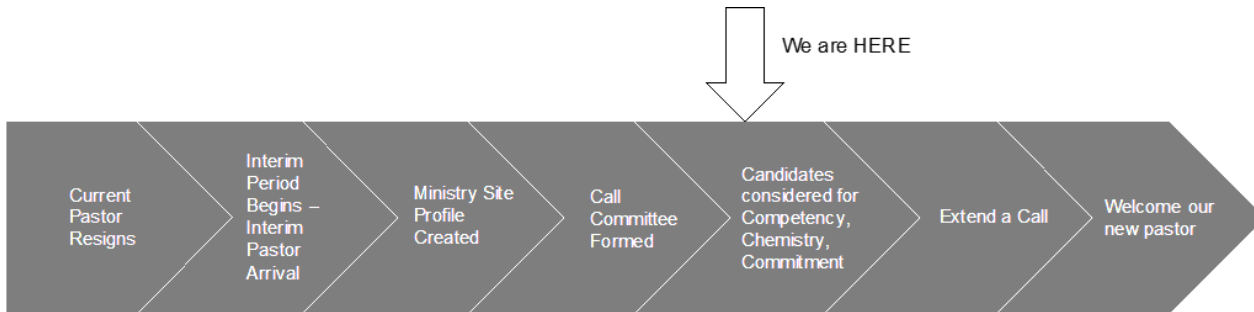 We are HERE
Current
Pastor
Resigns
Interim
Period
Begins –
Interim
Pastor
Arrival
Ministry Site
Profile
Created
Call
Committee
Formed
Candidates
considered for
Competency,
Chemistry,
Commitment
Extend a Call
Welcome our
new pastor